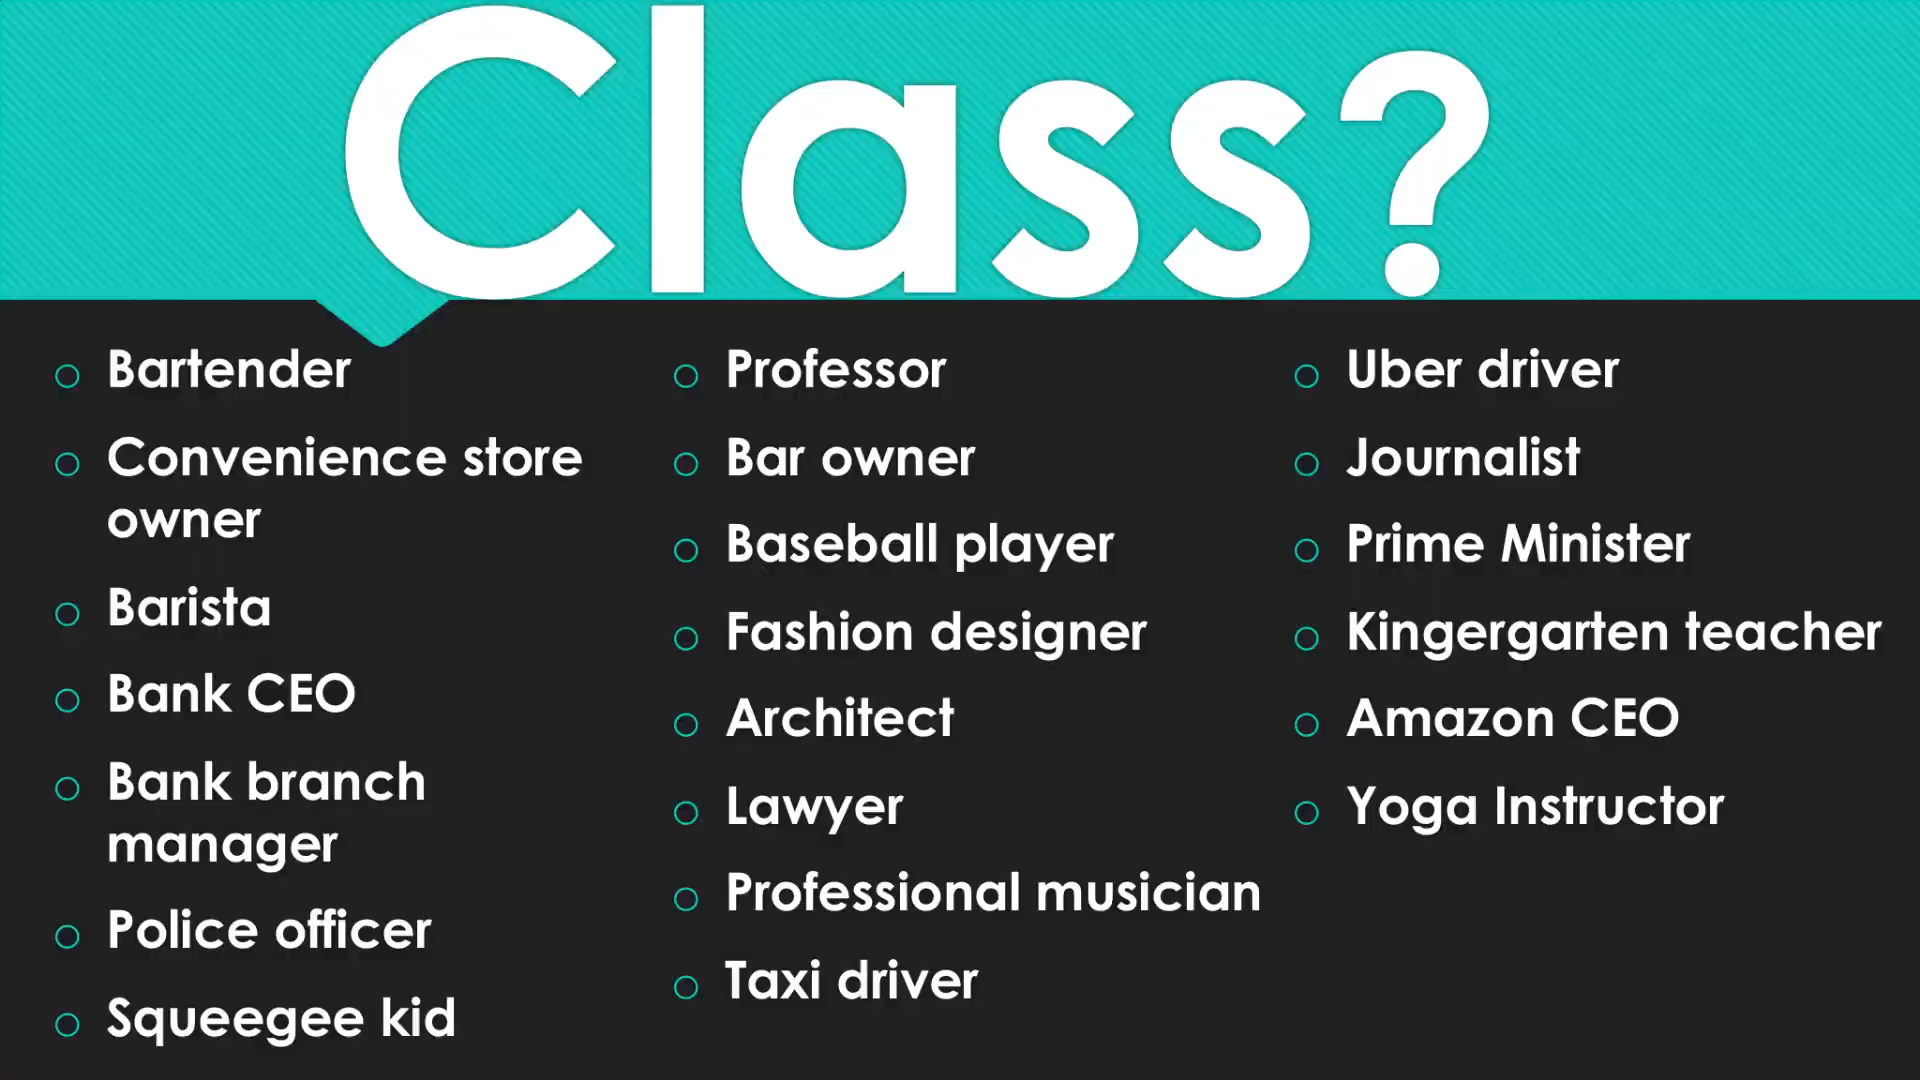 Class?
Bartender
Convenience store
owner
Barista
Bank CEO
Bank branch
manager
Police officer
Squeegee kid
Professor
Bar owner
Baseball player
Fashion designer
Architect
Lawyer
Professional musician
Taxi driver
Uber driver
Journalist
Prime Minister
Kingergarten teacher
Amazon CEO
Yoga Instructor